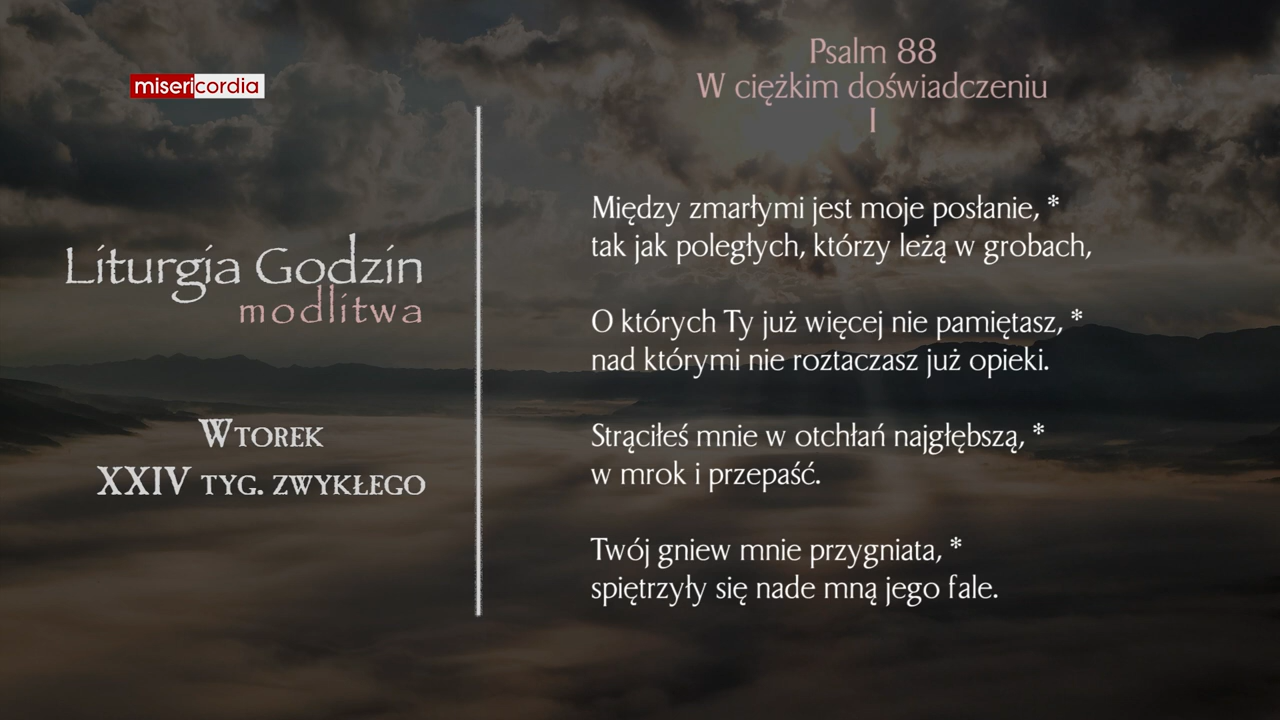 misericordia
Liturgia Godzin
modlitwa
Wtorek
XXIV tyg. zwykłego
Psalm 88
W ciężkim doświadczeniu
I
Między zmarłymi jest moje posłanie, *
tak jak poległych, którzy leżą w grobach,
O których Ty już więcej nie pamiętasz, *
nad którymi nie roztaczasz już opieki.
Strąciłeś mnie w otchłań najgłębszą, *
w mrok i przepaść.
Twój gniew mnie przygniata, *
spiętrzyły się nade mną jego fale.